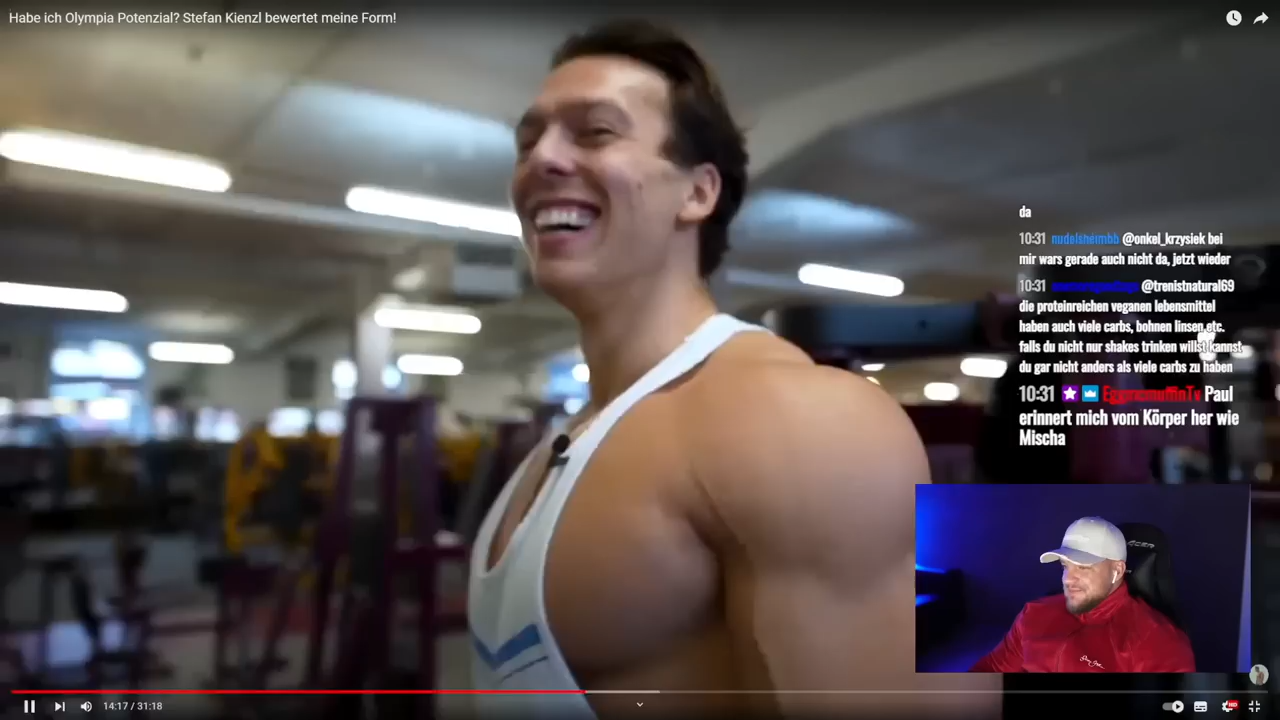 Habe ich Olympia Potenzial? Stefan Kienzl bewertet meine Form!
da
10:31 nudelsheimbb @onkel_krzysiek bei
mir wars gerade auch nicht da, jetzt wieder
10:31 @trenistnatural69
die proteinreichen veganen lebensmittel
haben auch viele carbs, bohnen linsen etc.
falls du nicht nur shakes trinken willst kannst
du gar nicht anders als viele carbs zu haben
10:31 EggncmuffinTv Paul
erinnert mich vom Körper her wie
Mischa
14:17 / 31:18